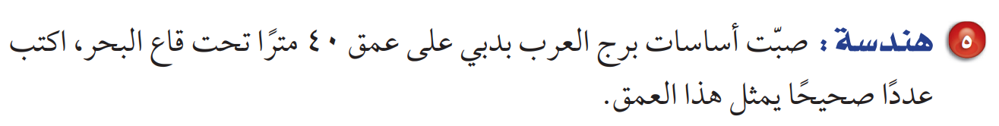 ٥ هندسة : صبّت أساسات برج العرب بدبي على عمق ٤٠ مترًا تحت قاع البحر، اكتب
عددًا صحيحًا يمثل هذا العمق.